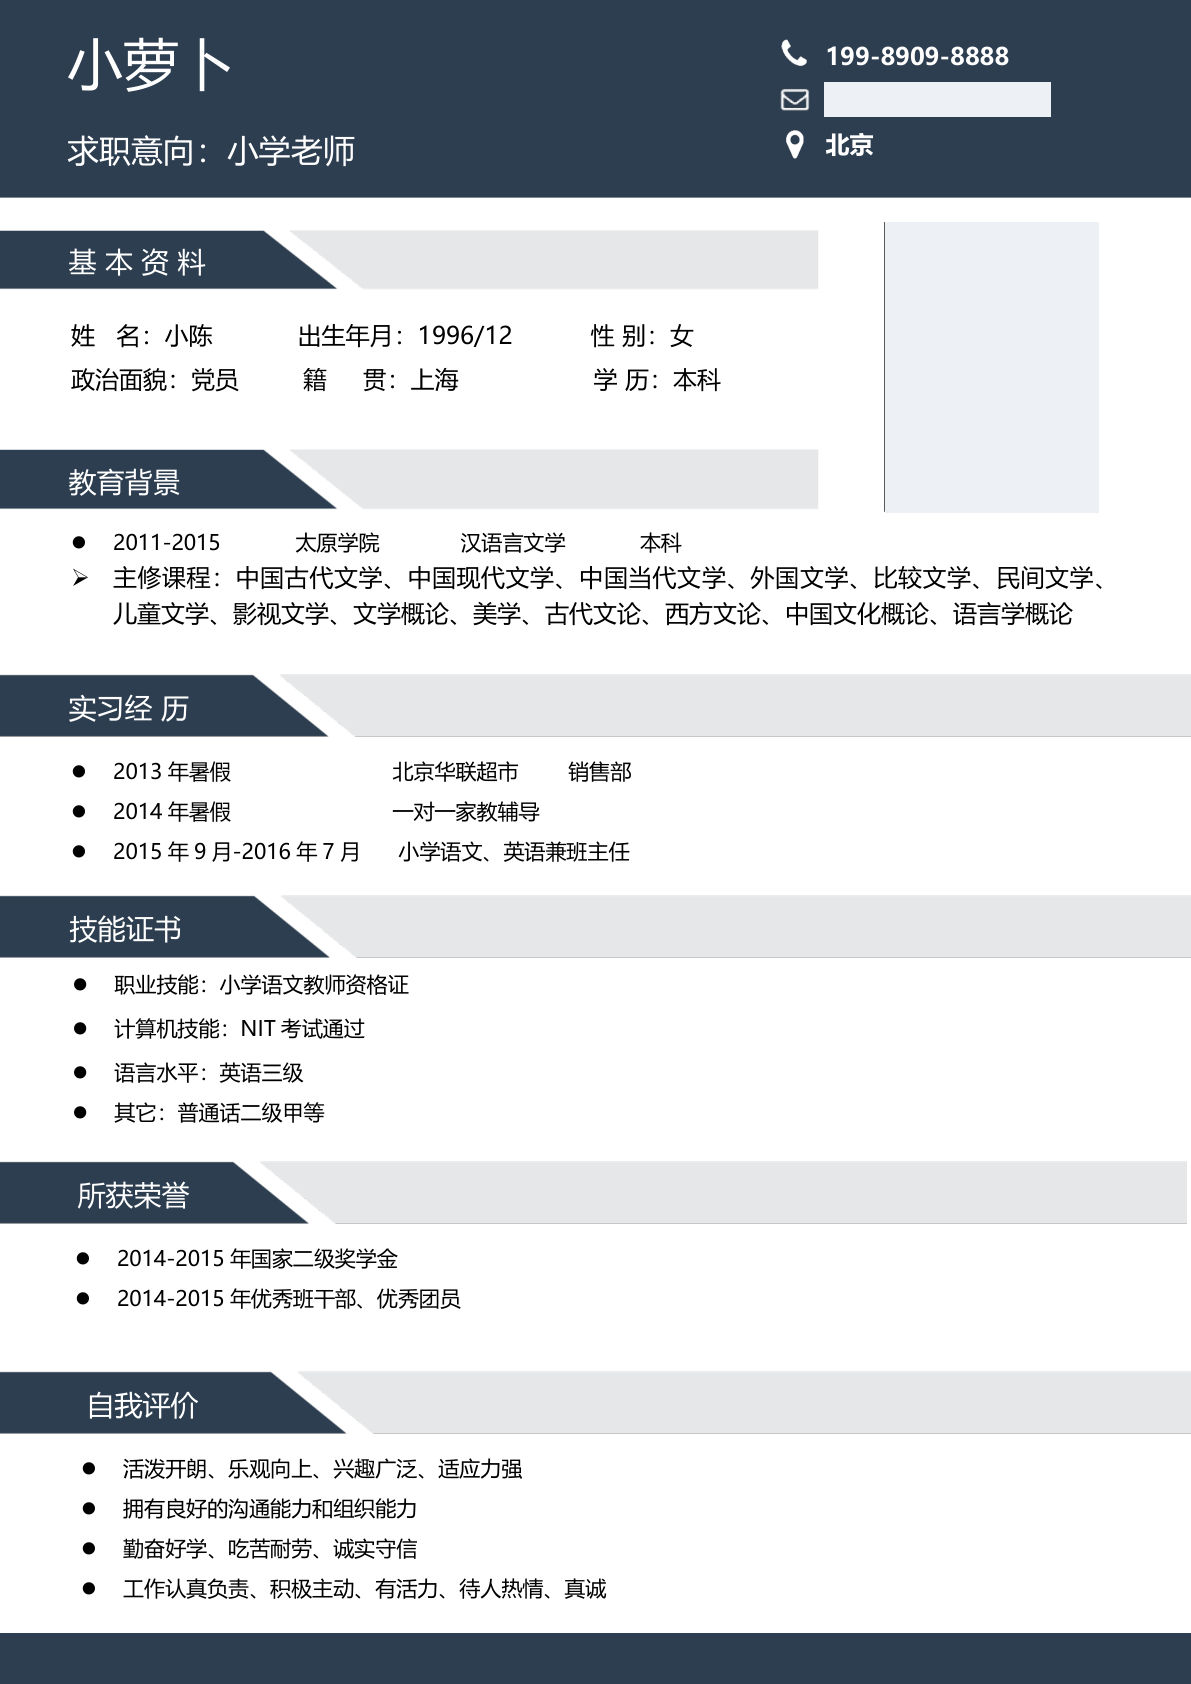 小萝卜
199-8909-8888
求职意向：小学老师
北京
基 本 资 料
姓 名：小陈 出生年月：1996/12 性 别：女
政治面貌：党员 籍 贯：上海 学 历：本科
教育背景
● 2011-2015 太原学院 汉语言文学 本科
➢ 主修课程：中国古代文学、中国现代文学、中国当代文学、外国文学、比较文学、民间文学、
儿童文学、影视文学、文学概论、美学、古代文论、西方文论、中国文化概论、语言学概论
实习经 历
● 2013 年暑假 北京华联超市 销售部
● 2014 年暑假 一对一家教辅导
● 2015 年 9 月-2016 年 7 月 小学语文、英语兼班主任
技能证书
● 职业技能：小学语文教师资格证
● 计算机技能：NIT 考试通过
● 语言水平：英语三级
● 其它：普通话二级甲等
所获荣誉
● 2014-2015 年国家二级奖学金
● 2014-2015 年优秀班干部、优秀团员
自我评价
● 活泼开朗、乐观向上、兴趣广泛、适应力强
● 拥有良好的沟通能力和组织能力
● 勤奋好学、吃苦耐劳、诚实守信
● 工作认真负责、积极主动、有活力、待人热情、真诚